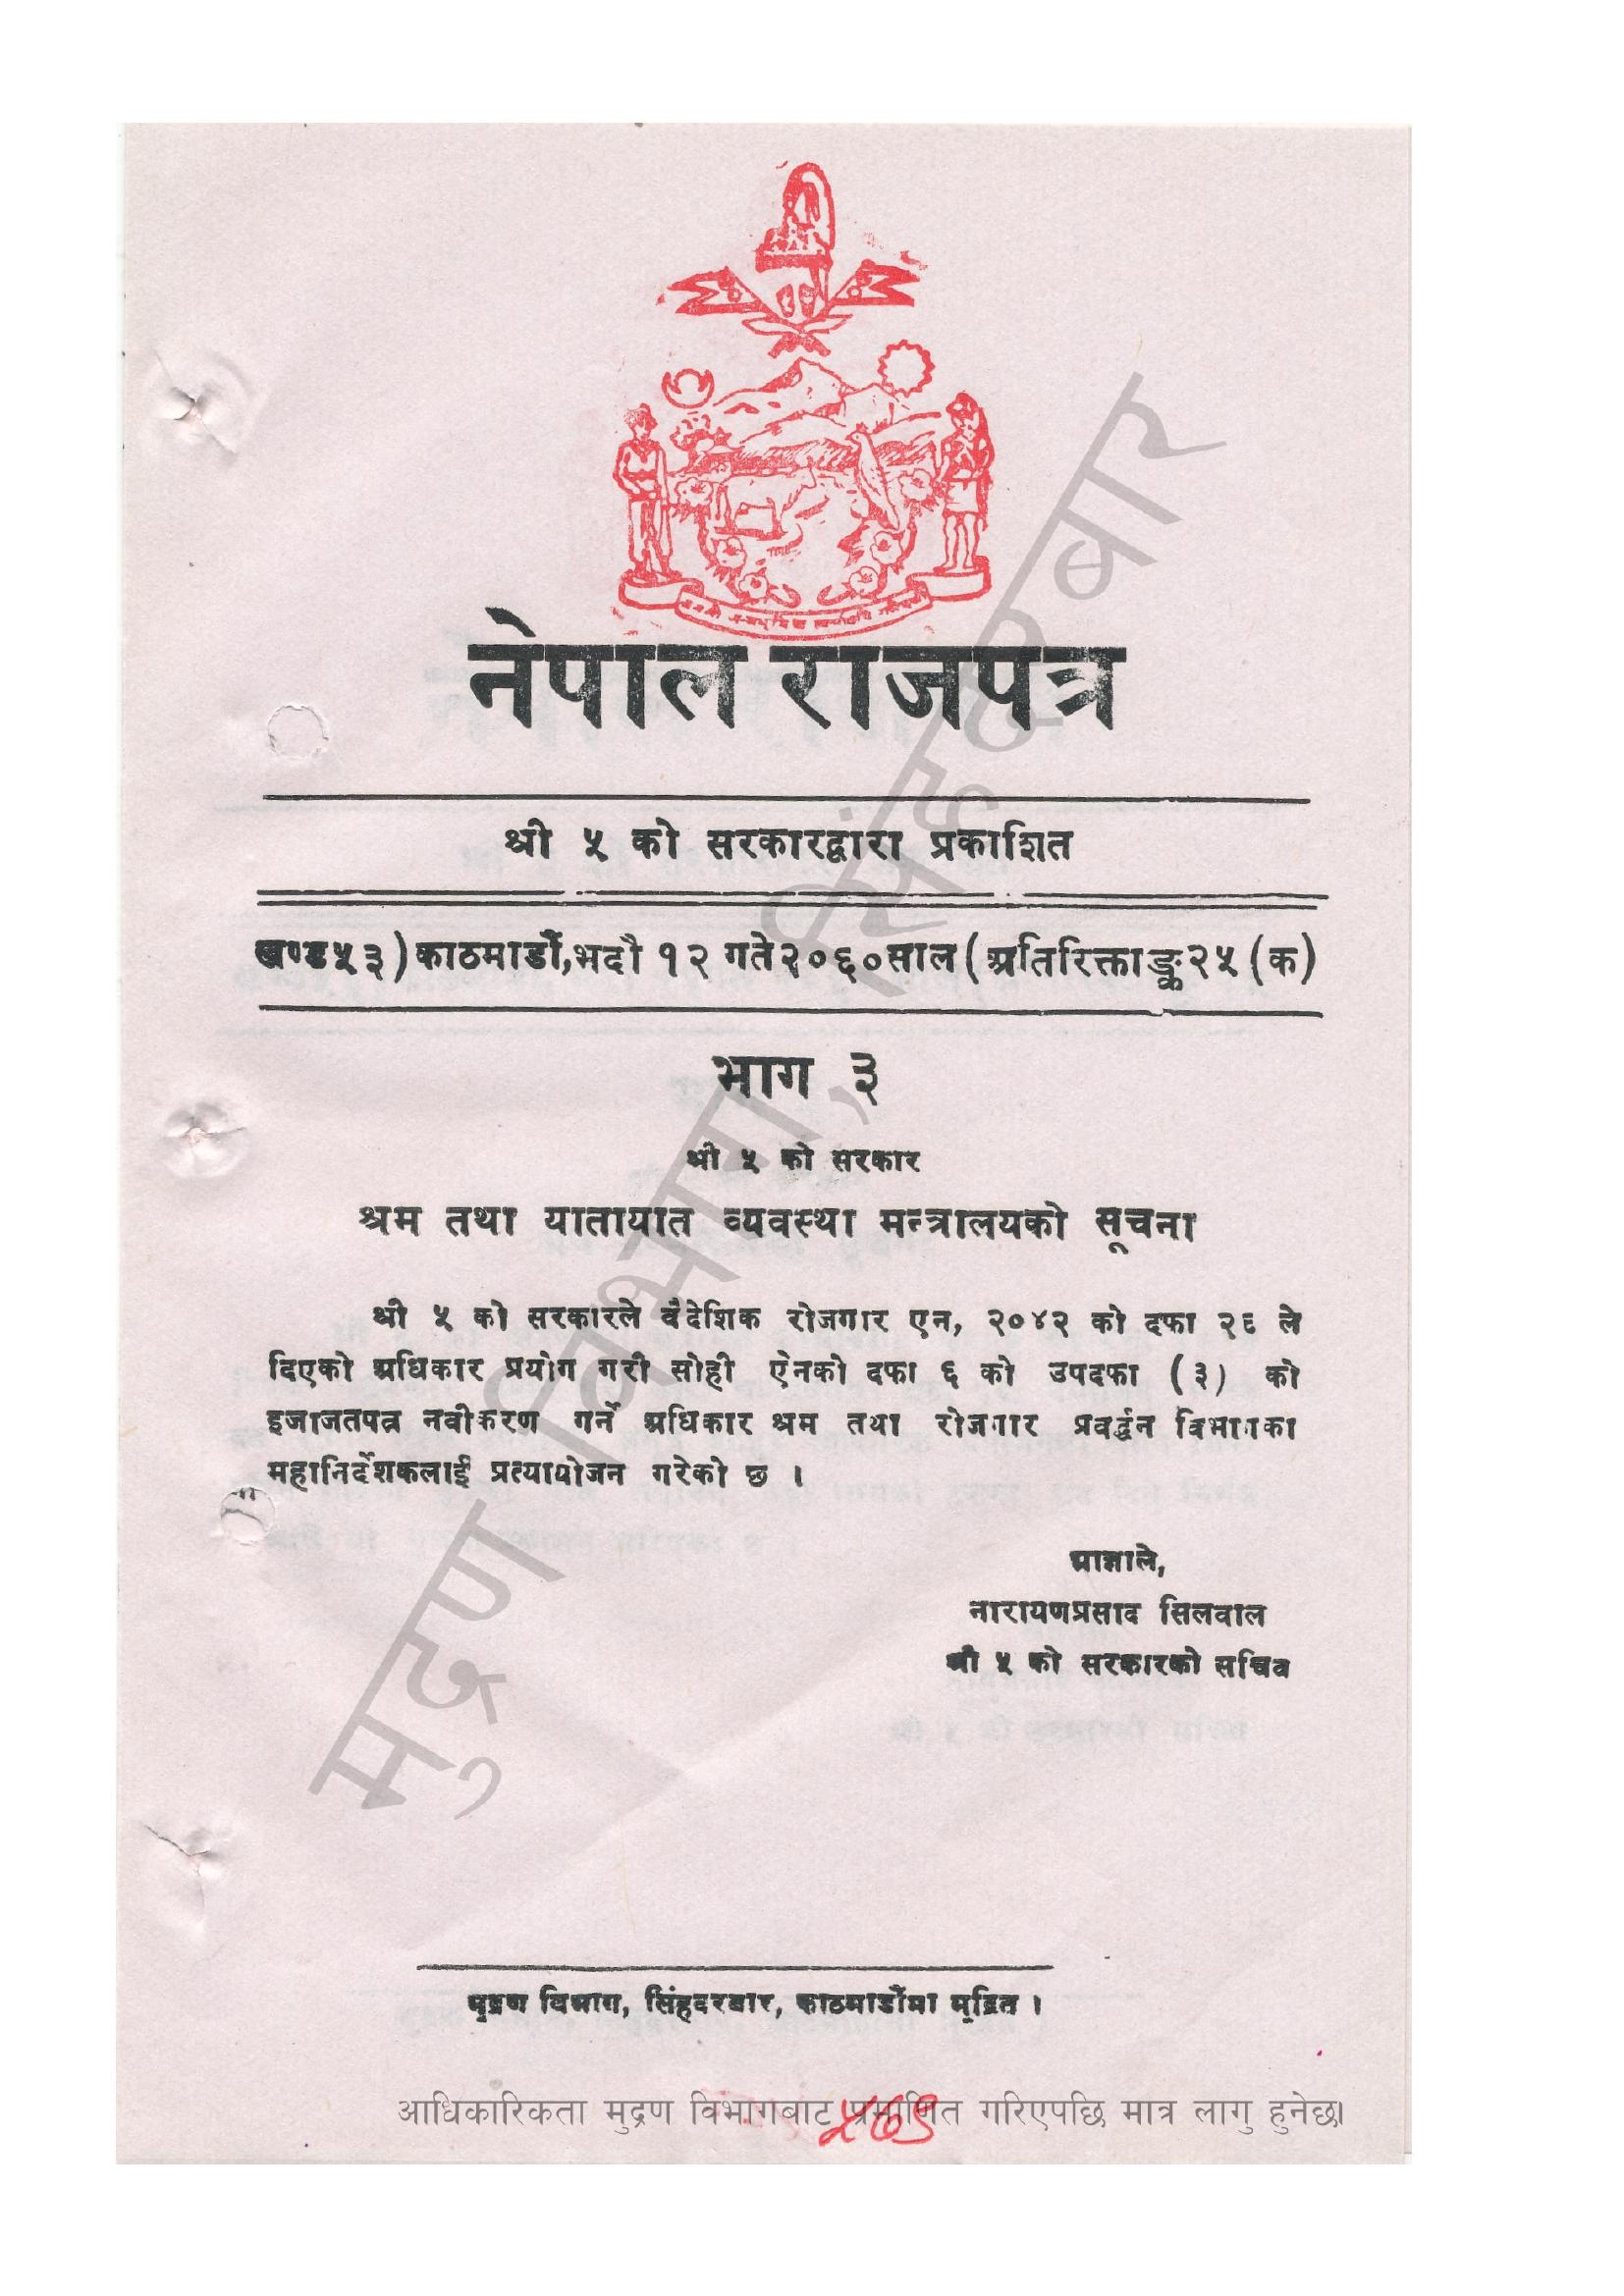 नेपाल राजपत्र
श्री ५ को सरकारद्वारा प्रकाशित
खण्ड ५३) काठमाडौं, भदौ १२ गते २०६० साल (अतिरिक्ताङ्क २५ (क)
भाग ३
श्री ५ को सरकार
श्रम तथा यातायात व्यवस्था मन्त्रालयको सूचना
श्री ५ को सरकारले वैदेशिक रोजगार एन, २०४२ को दफा २६ ले
दिएको अधिकार प्रयोग गरी सोही ऐनको दफा ६ को उपदफा (३) को
इजाजतपत्र नवीकरण गर्ने अधिकार श्रम तथा रोजगार प्रवर्द्धन विभागका
महानिर्देशकलाई प्रत्यायोजन गरेको छ ।
आज्ञाले,
नारायणप्रसाद सिलवाल
श्री ५ को सरकारको सचिव
मुद्रण विभाग, सिंहदरबार, काठमाडौंमा मुद्रित ।
आधिकारिकता मुद्रण विभागबाट प्रमाणित गरिएपछि मात्र लागु हुनेछ।
मुद्रण विभाग, सिंहदरबार